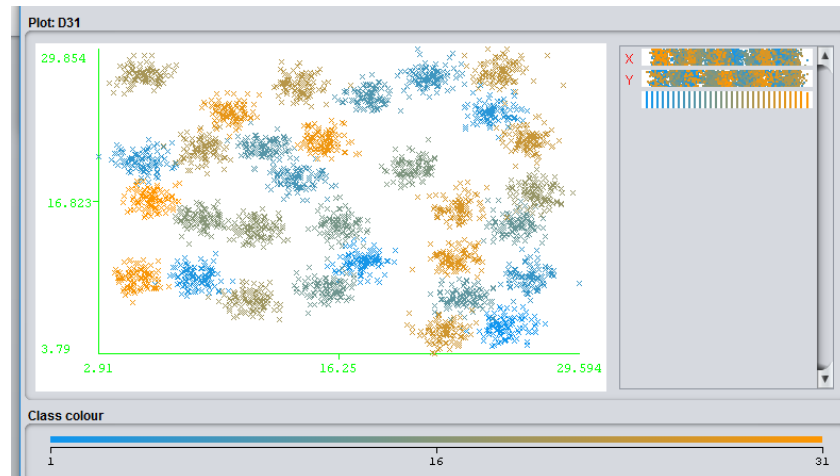 Plot: D31
29.854
16.823
3.79
2.91 16.25 29.594
X
Y
Class colour
1 16 31